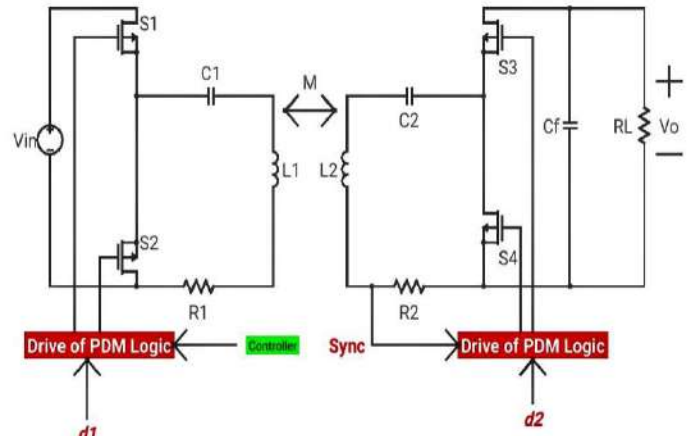 S1
S3
C1
M
C2
Vin
L1
L2
Cf
RL
Vo
S2
S4
R1
R2
Drive of PDM Logic
Controller
Sync
Drive of PDM Logic
d1
d2